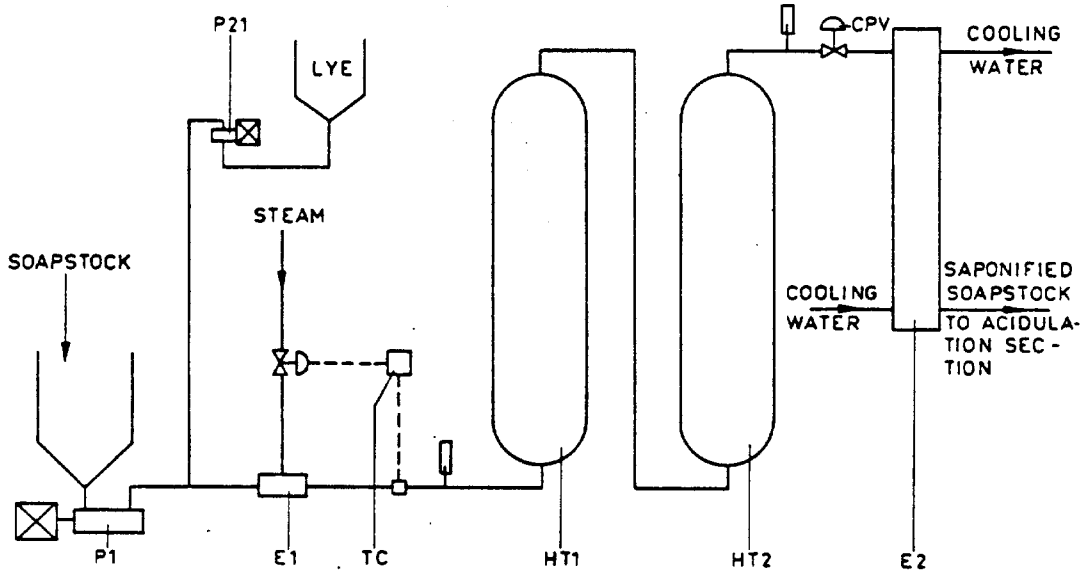 P21
LYE
CPV
COOLING
WATER
STEAM
SOAPSTOCK
COOLING
WATER
SAPONIFIED
SOAPSTOCK
TO ACIDULA-
TION SEC-
TION
P1
E1
TC
HT1
HT2
E2